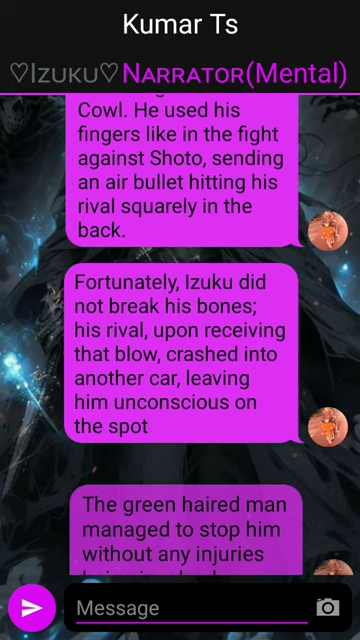 Kumar Ts
♡Izuku♡Narrator(Mental)
Cowl. He used his
fingers like in the fight
against Shoto, sending
an air bullet hitting his
rival squarely in the
back.
Fortunately, Izuku did
not break his bones;
his rival, upon receiving
that blow, crashed into
another car, leaving
him unconscious on
the spot
The green haired man
managed to stop him
without any injuries
Message